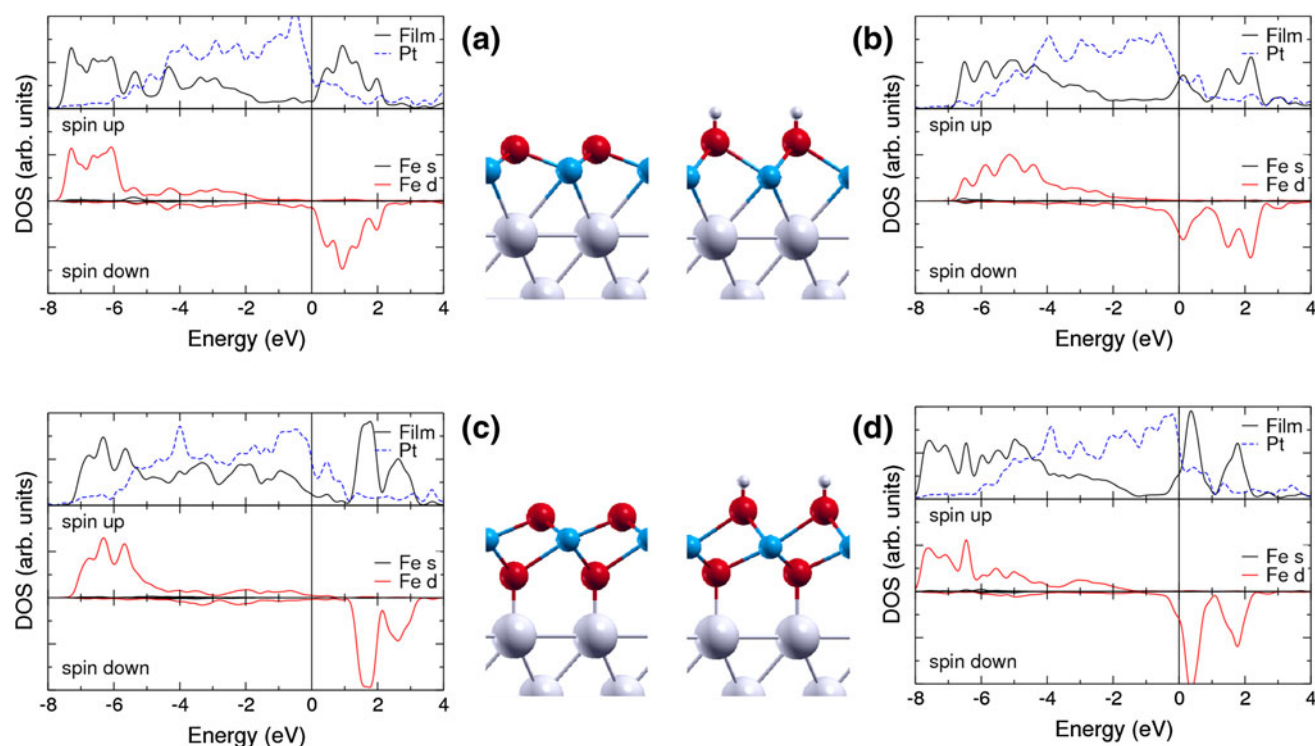 Film
Pt
(a)
spin up
Fe s
Fe d
spin down
DOS (arb. units)
-8 -6 -4 -2 0 2 4
Energy (eV)
(b)
Film
Pt
spin up
Fe s
Fe d
spin down
DOS (arb. units)
-8 -6 -4 -2 0 2 4
Energy (eV)
Film
Pt
(c)
spin up
Fe s
Fe d
spin down
DOS (arb. units)
-8 -6 -4 -2 0 2 4
Energy (eV)
(d)
Film
Pt
spin up
Fe s
Fe d
spin down
DOS (arb. units)
-8 -6 -4 -2 0 2 4
Energy (eV)